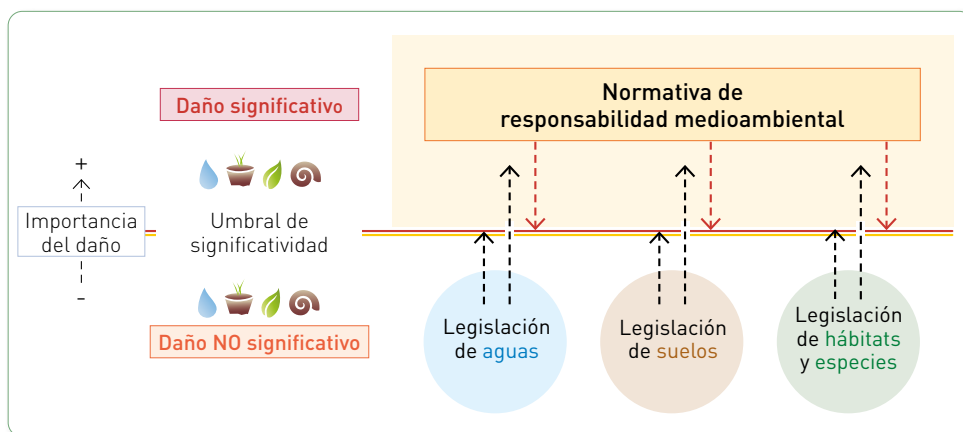 Daño significativo
Normativa de
responsabilidad medioambiental
+
Importancia
del daño
-
Umbral de
significatividad
Daño NO significativo
Legislación
de aguas
Legislación
de suelos
Legislación
de hábitats
y especies